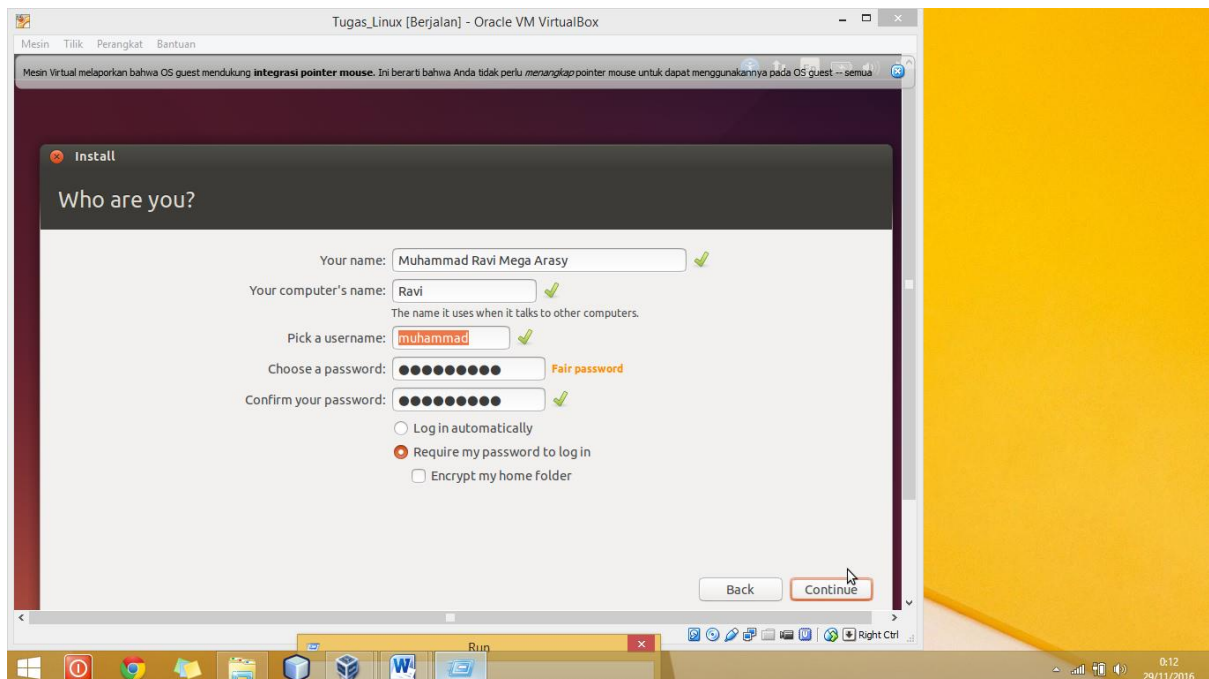 Tugas_Linux [Berjalan] - Oracle VM VirtualBox
Mesin Tilik Perangkat Bantuan
Mesin Virtual melaporkan bahwa OS guest mendukung integrasi pointer mouse. Ini berarti bahwa Anda tidak perlu menangkap pointer mouse untuk dapat menggunakannya pada OS guest -- semua
Install
Who are you?
Your name: Muhammad Ravi Mega Arasy
Your computer's name: Ravi
The name it uses when it talks to other computers.
Pick a username: muhammad
Choose a password: ●●●●●●●●● Fair password
Confirm your password: ●●●●●●●●●
Log in automatically
Require my password to log in
Encrypt my home folder
Back Continue
Right Ctrl
Run
0:12
29/11/2016